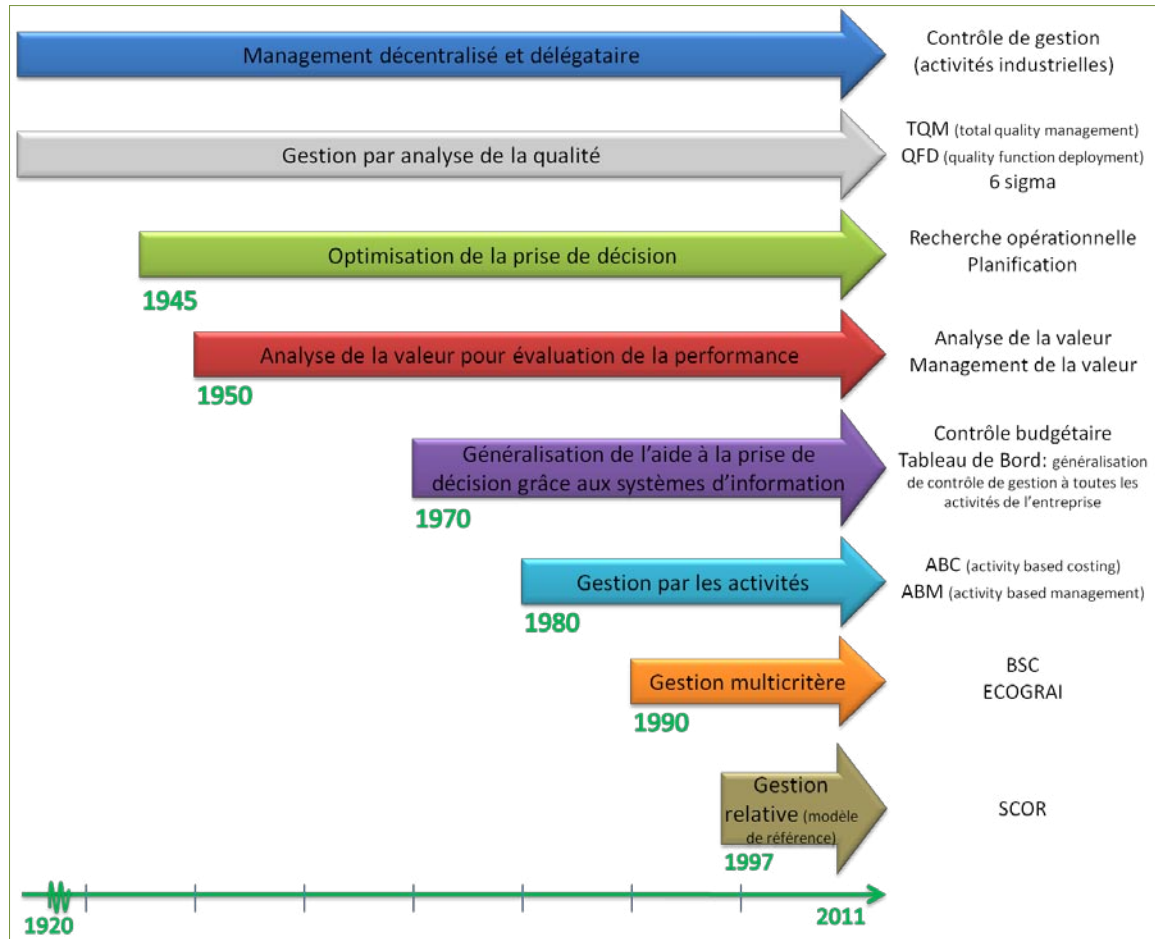 Management décentralisé et délégataire
Contrôle de gestion
(activités industrielles)
Gestion par analyse de la qualité
TQM (total quality management)
QFD (quality function deployment)
6 sigma
Optimisation de la prise de décision
1945
Recherche opérationnelle
Planification
Analyse de la valeur pour évaluation de la performance
1950
Analyse de la valeur
Management de la valeur
Généralisation de l'aide à la prise de
décision grâce aux systèmes d'information
1970
Contrôle budgétaire
Tableau de Bord: généralisation
de contrôle de gestion à toutes les
activités de l'entreprise
Gestion par les activités
1980
ABC (activity based costing)
ABM (activity based management)
Gestion multicritère
1990
BSC
ECOGRAI
Gestion
relative (modèle
de référence)
1997
SCOR
1920
2011